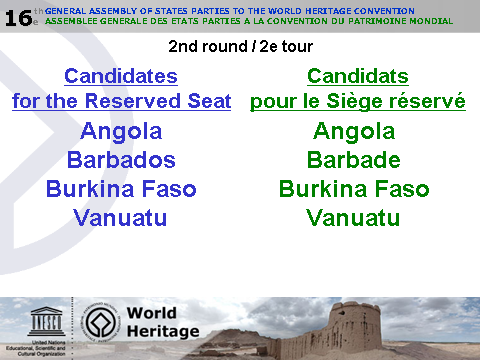 16th GENERAL ASSEMBLY OF STATES PARTIES TO THE WORLD HERITAGE CONVENTION
e ASSEMBLEE GENERALE DES ETATS PARTIES A LA CONVENTION DU PATRIMOINE MONDIAL
2nd round / 2e tour
Candidates
for the Reserved Seat
Angola
Barbados
Burkina Faso
Vanuatu
Candidats
pour le Siège réservé
Angola
Barbade
Burkina Faso
Vanuatu
UNESCO
United Nations
Educational, Scientific and
Cultural Organization
World
Heritage